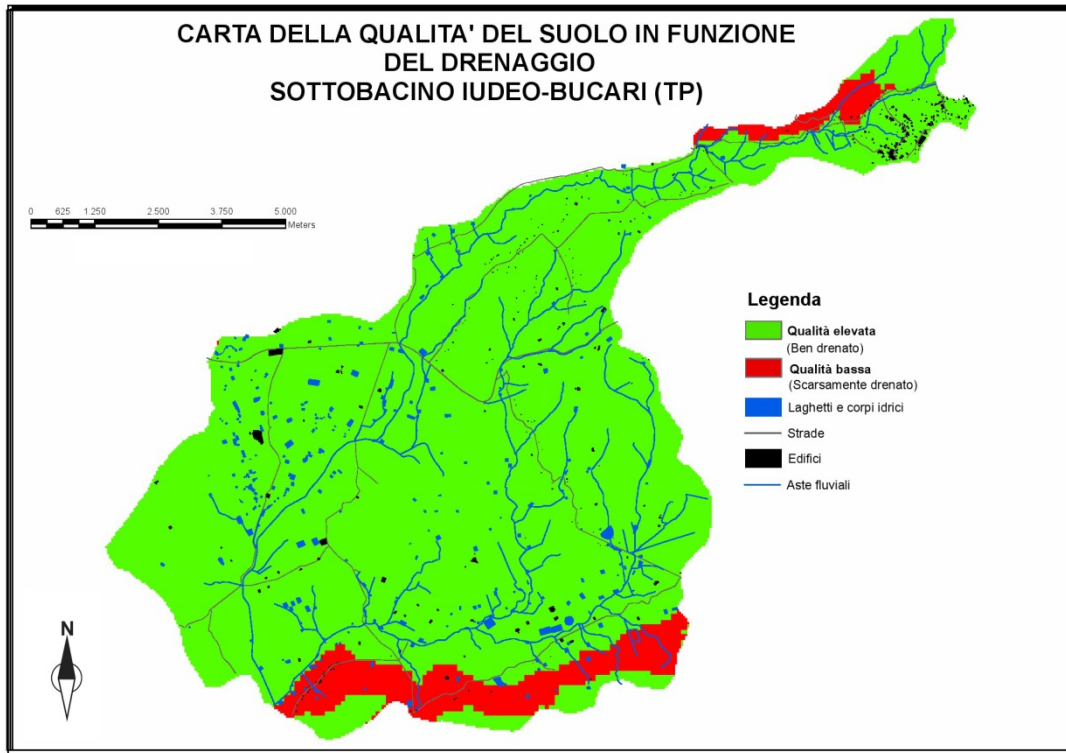 CARTA DELLA QUALITA' DEL SUOLO IN FUNZIONE
DEL DRENAGGIO
SOTTOBACINO IUDEO-BUCARI (TP)
0 625 1.250 2.500 3.750 5.000
Meters
Legenda
Qualità elevata
(Ben drenato)
Qualità bassa
(Scarsamente drenato)
Laghetti e corpi idrici
Strade
Edifici
Aste fluviali
N